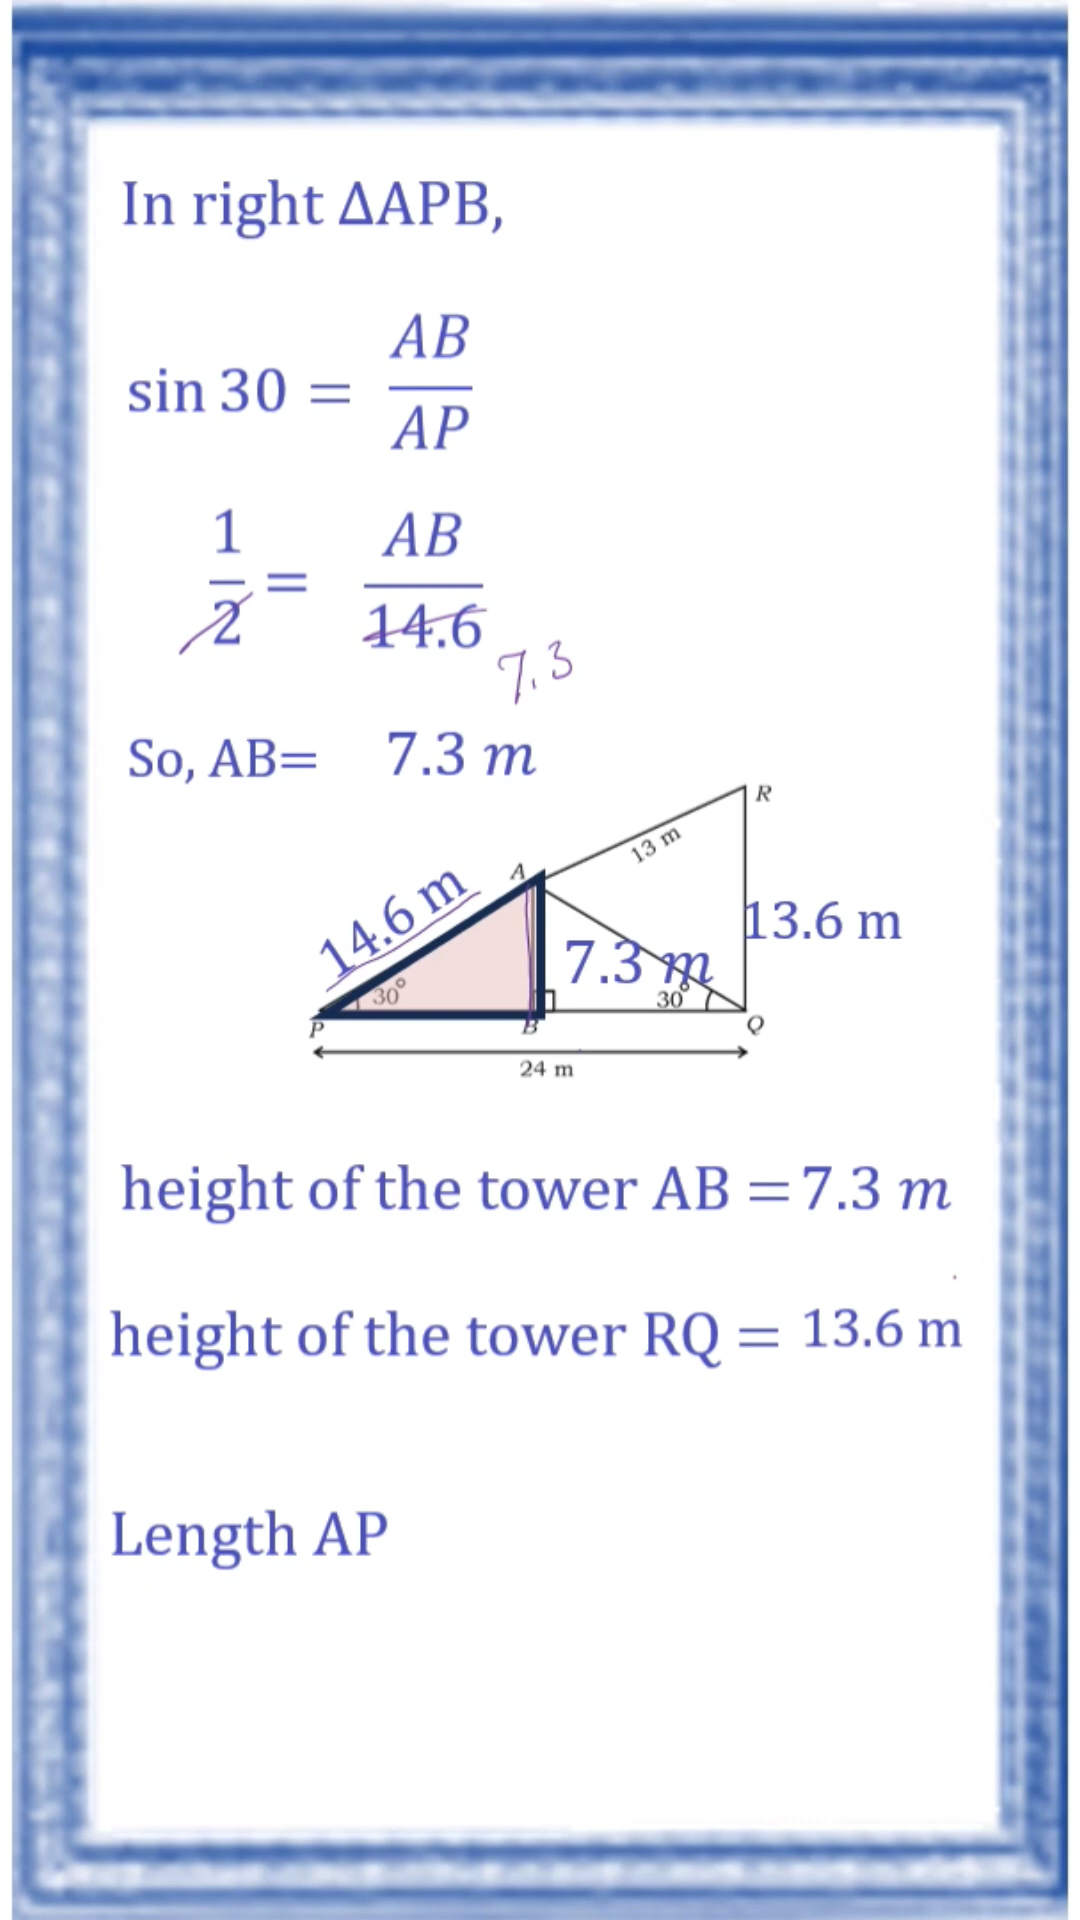 In right ΔAPB,
sin 30 = AB/AP
1/2 = AB/14.6
7.3
So, AB= 7.3 m
R
13 m
A
14.6 m
13.6 m
7.3 m
30°
30°
P
B
Q
24 m
height of the tower AB = 7.3 m
height of the tower RQ = 13.6 m
Length AP